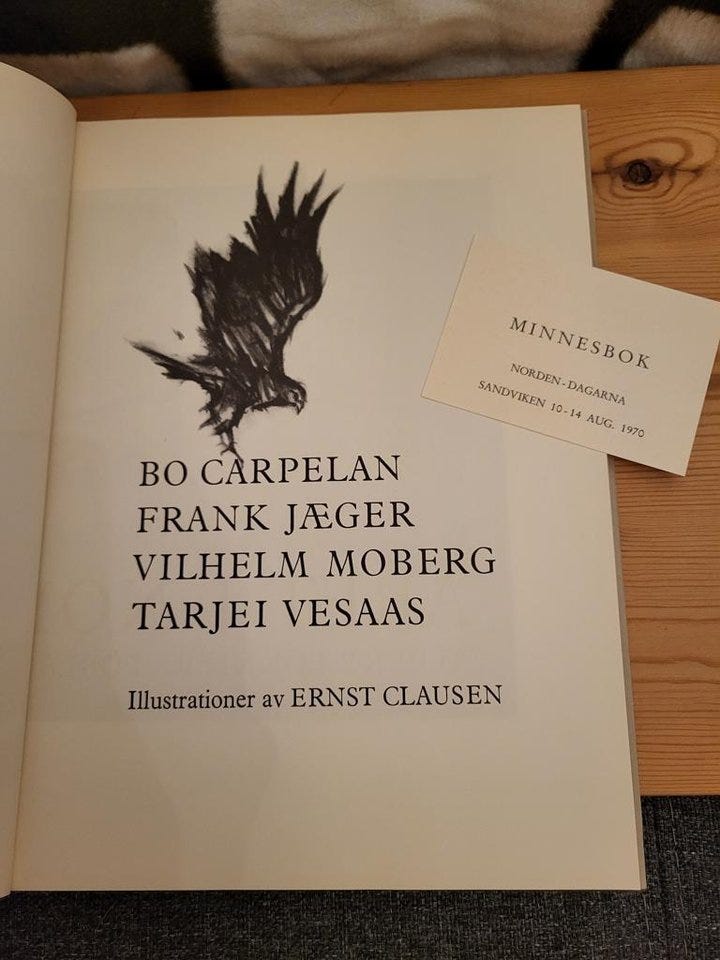 BO CARPELAN
FRANK JÆGER
VILHELM MOBERG
TARJEI VESAAS
Illustrationer av ERNST CLAUSEN
MINNESBOK
NORDEN-DAGARNA
SANDVIKEN 10-14 AUG. 1970